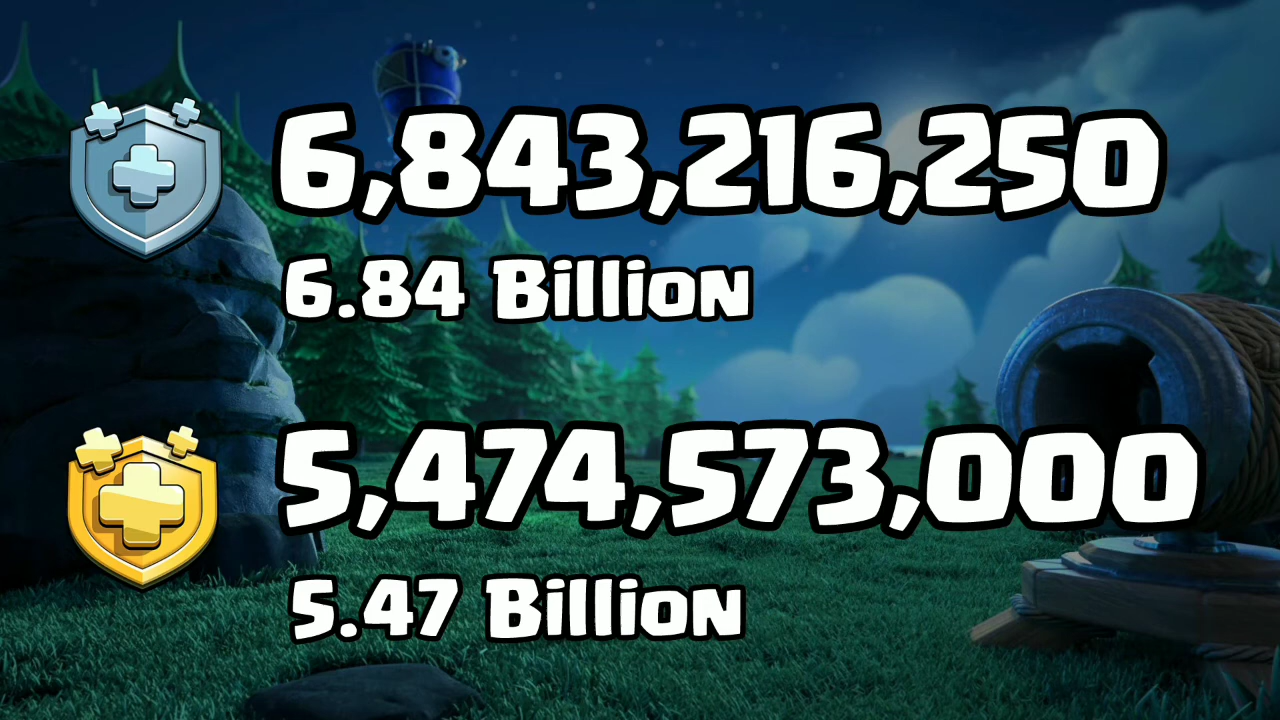 6,843,216,250
6.84 Billion
5,474,573,000
5.47 Billion